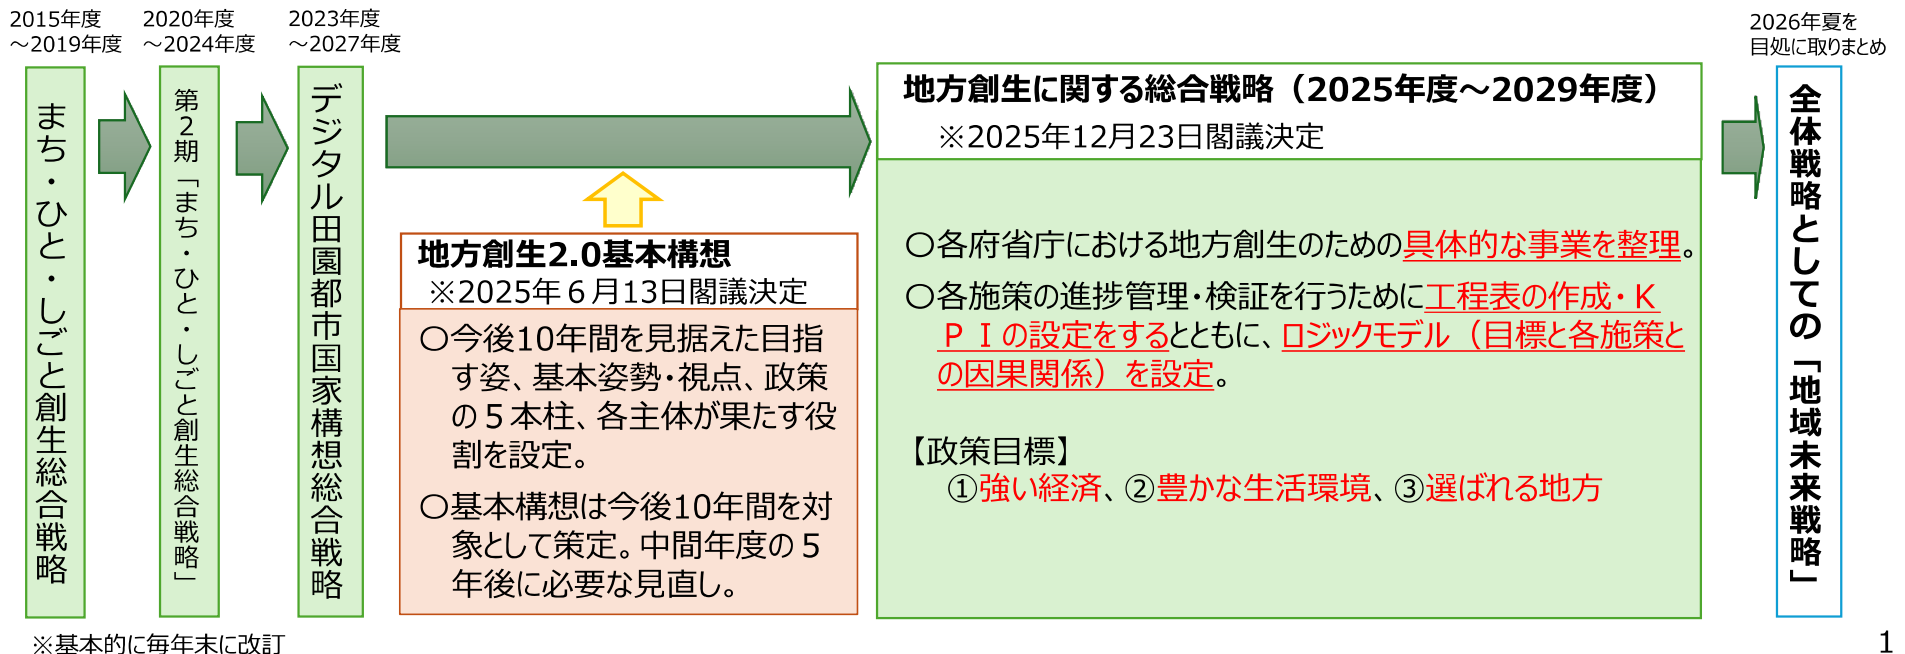 2015年度
～2019年度
2020年度
～2024年度
2023年度
～2027年度
2026年夏を
目処に取りまとめ
まち・ひと・しごと創生総合戦略
第２期「まち・ひと・しごと創生総合戦略」
デジタル田園都市国家構想総合戦略
地方創生2.0基本構想
※2025年６月13日閣議決定
〇今後10年間を見据えた目指
す姿、基本姿勢・視点、政策
の５本柱、各主体が果たす役
割を設定。
〇基本構想は今後10年間を対
象として策定。中間年度の５
年後に必要な見直し。
地方創生に関する総合戦略（2025年度～2029年度）
※2025年12月23日閣議決定
〇各府省庁における地方創生のための具体的な事業を整理。
〇各施策の進捗管理・検証を行うために工程表の作成・Ｋ
ＰＩの設定をするとともに、ロジックモデル（目標と各施策と
の因果関係）を設定。
【政策目標】
①強い経済、②豊かな生活環境、③選ばれる地方
全体戦略としての「地域未来戦略」
※基本的に毎年末に改訂
1